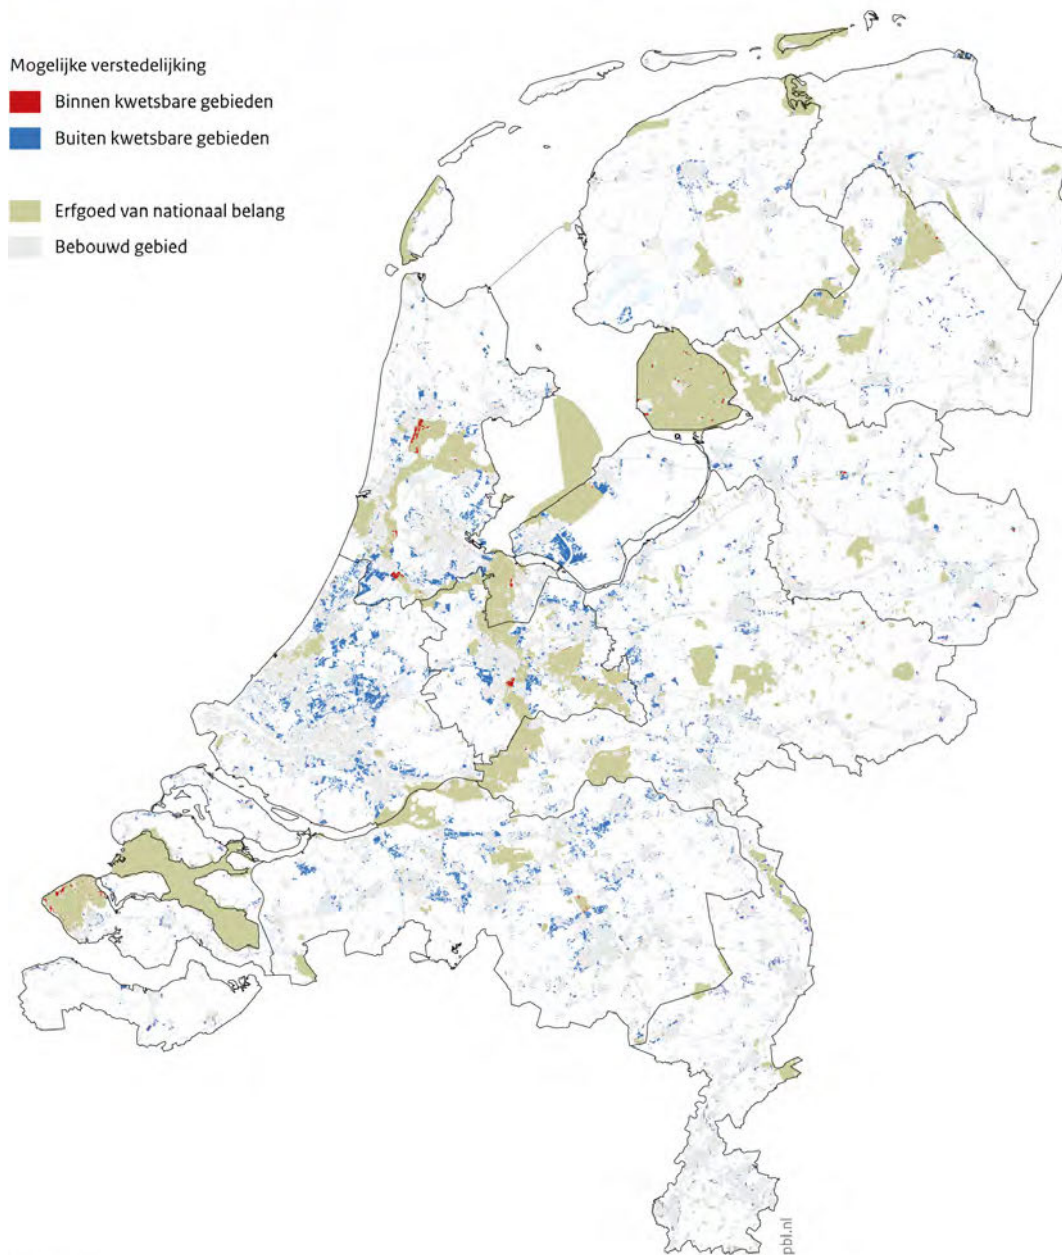 Mogelijke verstedelijking
Binnen kwetsbare gebieden
Buiten kwetsbare gebieden
Erfgoed van nationaal belang
Bebouwd gebied
pbl.nl